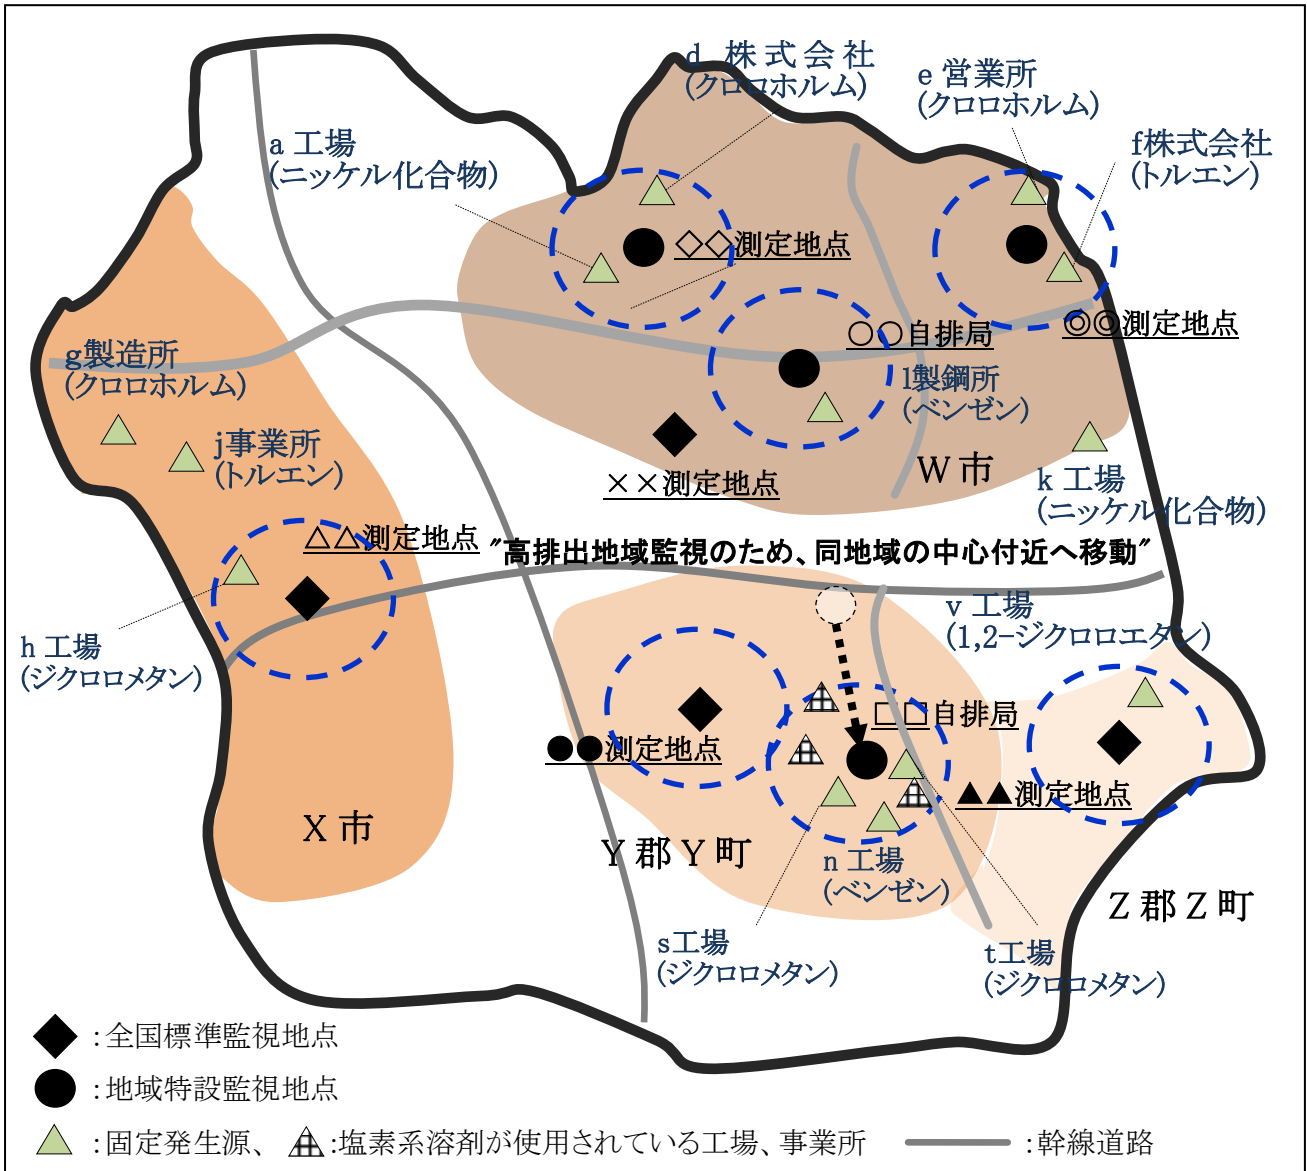 d 株式会社
(クロロホルム)
e 営業所
(クロロホルム)
a 工場
(ニッケル化合物)
f株式会社
(トルエン)
◇◇測定地点
○○自排局
◎◎測定地点
g製造所
(クロロホルム)
l製鋼所
(ベンゼン)
j事業所
(トルエン)
××測定地点
W市
k 工場
(ニッケル化合物)
△△測定地点
"高排出地域監視のため、同地域の中心付近へ移動"
h 工場
(ジクロロメタン)
v 工場
(1,2-ジクロロエタン)
□□自排局
●●測定地点
▲▲測定地点
X 市
Y 郡 Y 町
n 工場
(ベンゼン)
Z 郡 Z 町
s工場
(ジクロロメタン)
t工場
(ジクロロメタン)
◆:全国標準監視地点
●:地域特設監視地点
:固定発生源、 :塩素系溶剤が使用されている工場、事業所 :幹線道路